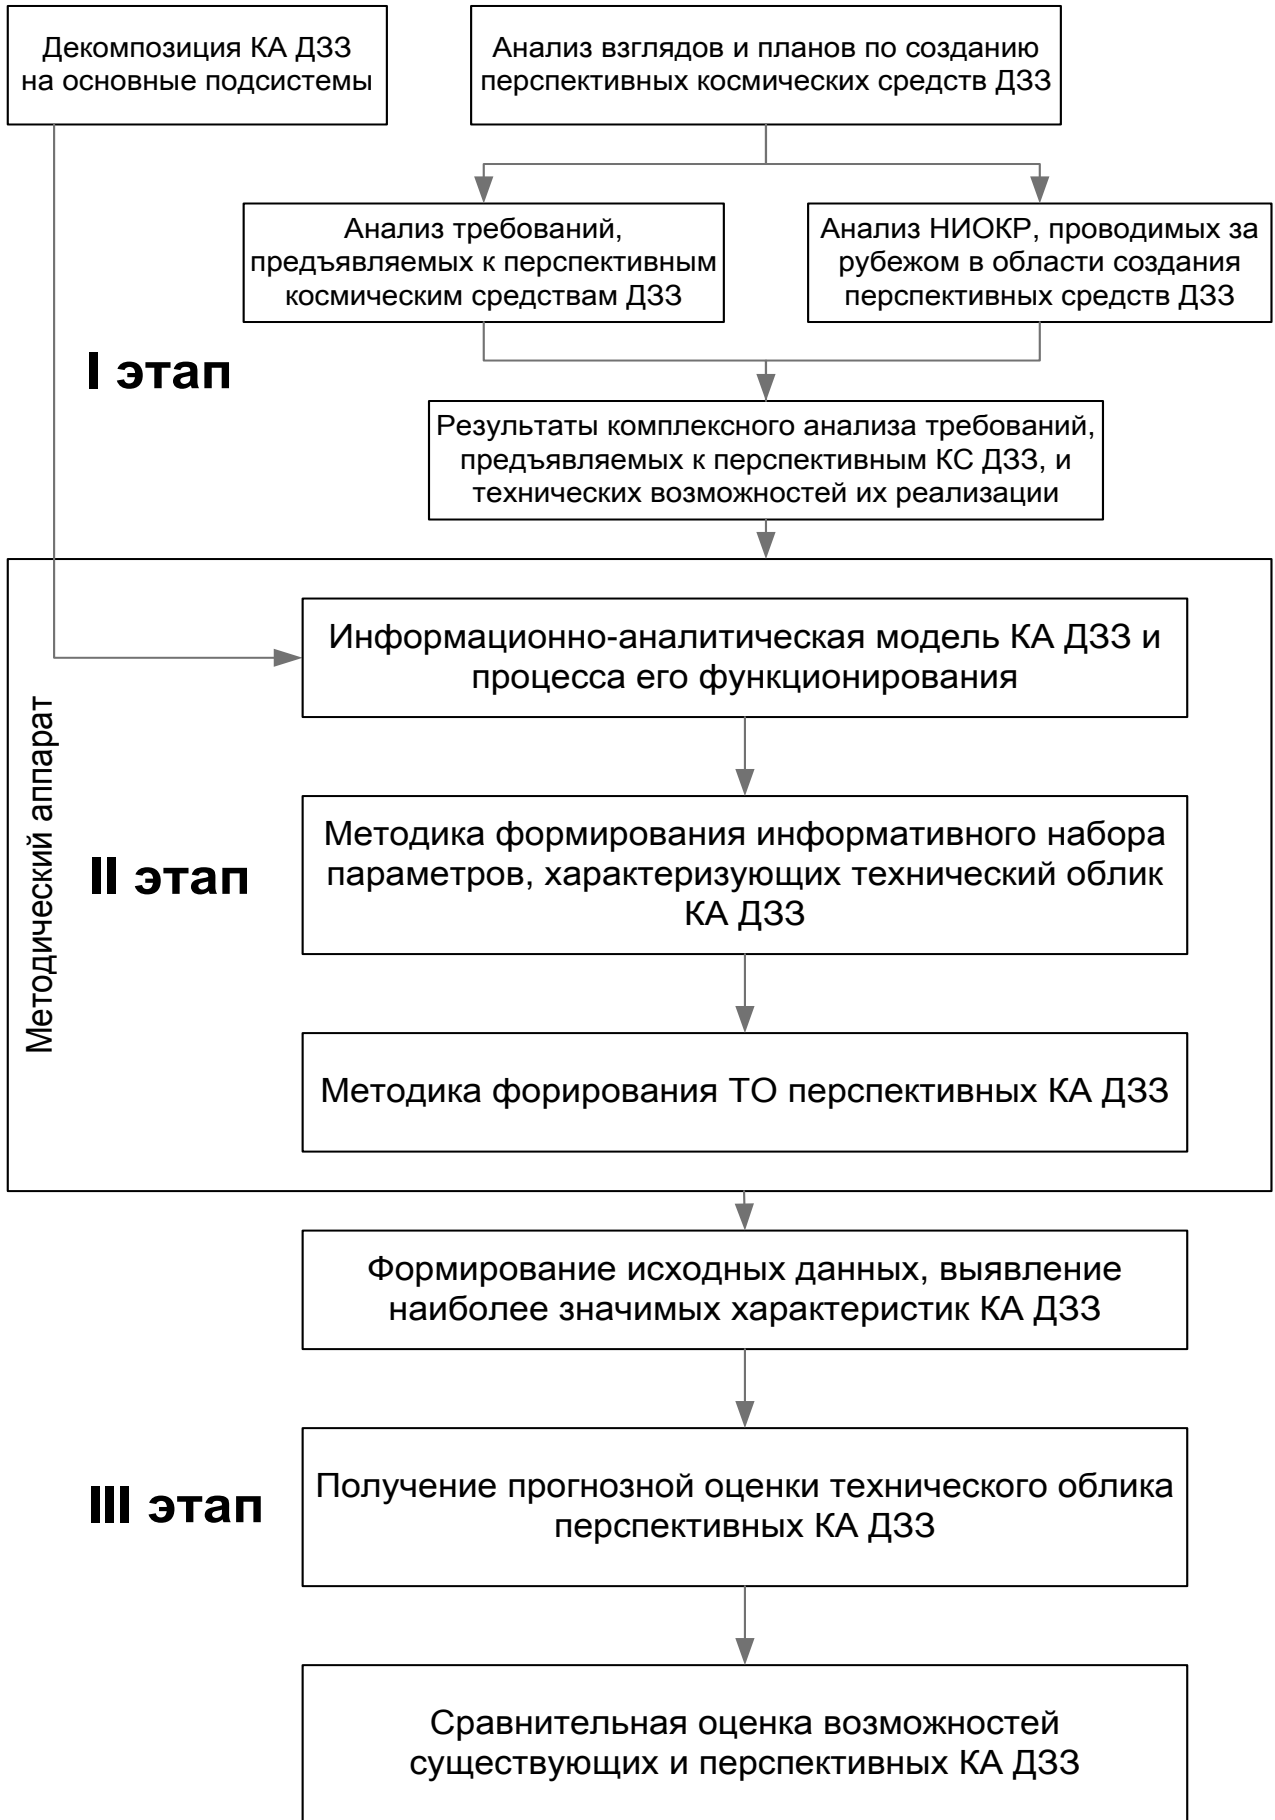 Декомпозиция КА ДЗЗ
на основные подсистемы
Анализ взглядов и планов по созданию
перспективных космических средств ДЗЗ
Анализ требований,
предъявляемых к перспективным
космическим средствам ДЗЗ
Анализ НИОКР, проводимых за
рубежом в области создания
перспективных средств ДЗЗ
I этап
Результаты комплексного анализа требований,
предъявляемых к перспективным КС ДЗЗ, и
технических возможностей их реализации
Методический аппарат
Информационно-аналитическая модель КА ДЗЗ и
процесса его функционирования
II этап
Методика формирования информативного набора
параметров, характеризующих технический облик
КА ДЗЗ
Методика форирования ТО перспективных КА ДЗЗ
Формирование исходных данных, выявление
наиболее значимых характеристик КА ДЗЗ
III этап
Получение прогнозной оценки технического облика
перспективных КА ДЗЗ
Сравнительная оценка возможностей
существующих и перспективных КА ДЗЗ